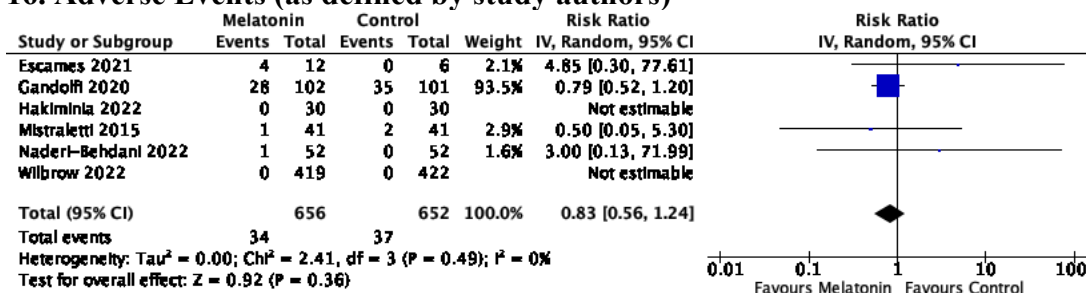 16. Adverse Events (as defined by study authors)
Melatonin Control Risk Ratio Risk Ratio
Study or Subgroup Events Total Events Total Weight IV, Random, 95% CI IV, Random, 95% CI
Escames 2021 4 12 0 6 2.1% 4.85 [0.30, 77.61]
Gandolfi 2020 28 102 35 101 93.5% 0.79 [0.52, 1.20]
Hakiminia 2022 0 30 0 30 Not estimable
Mistraletti 2015 1 41 2 41 2.9% 0.50 [0.05, 5.30]
Naderi-Behdani 2022 1 52 0 52 1.6% 3.00 [0.13, 71.99]
Wibrow 2022 0 419 0 422 Not estimable
Total (95% CI) 656 652 100.0% 0.83 [0.56, 1.24]
Total events 34 37
Heterogeneity: Tau² = 0.00; Chi² = 2.41, df = 3 (P = 0.49); I² = 0%
Test for overall effect: Z = 0.92 (P = 0.36)
0.01 0.1 1 10 100
Favours Melatonin Favours Control